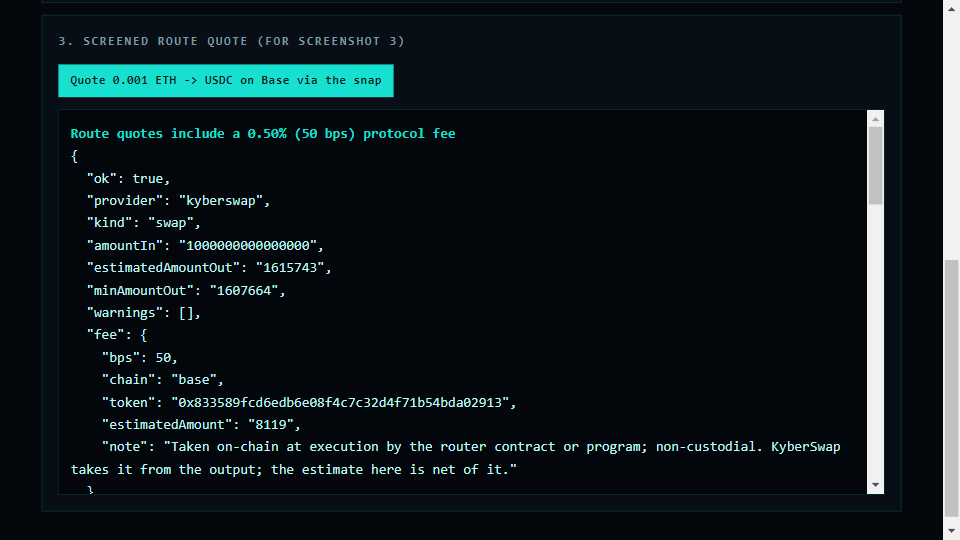 3. SCREENED ROUTE QUOTE (FOR SCREENSHOT 3)
Quote 0.001 ETH -> USDC on Base via the snap
Route quotes include a 0.50% (50 bps) protocol fee
{
  "ok": true,
  "provider": "kyberswap",
  "kind": "swap",
  "amountIn": "1000000000000000",
  "estimatedAmountOut": "1615743",
  "minAmountOut": "1607664",
  "warnings": [],
  "fee": {
    "bps": 50,
    "chain": "base",
    "token": "0x833589fcd6edb6e08f4c7c32d4f71b54bda02913",
    "estimatedAmount": "8119",
    "note": "Taken on-chain at execution by the router contract or program; non-custodial. KyberSwap
takes it from the output; the estimate here is net of it."
  }